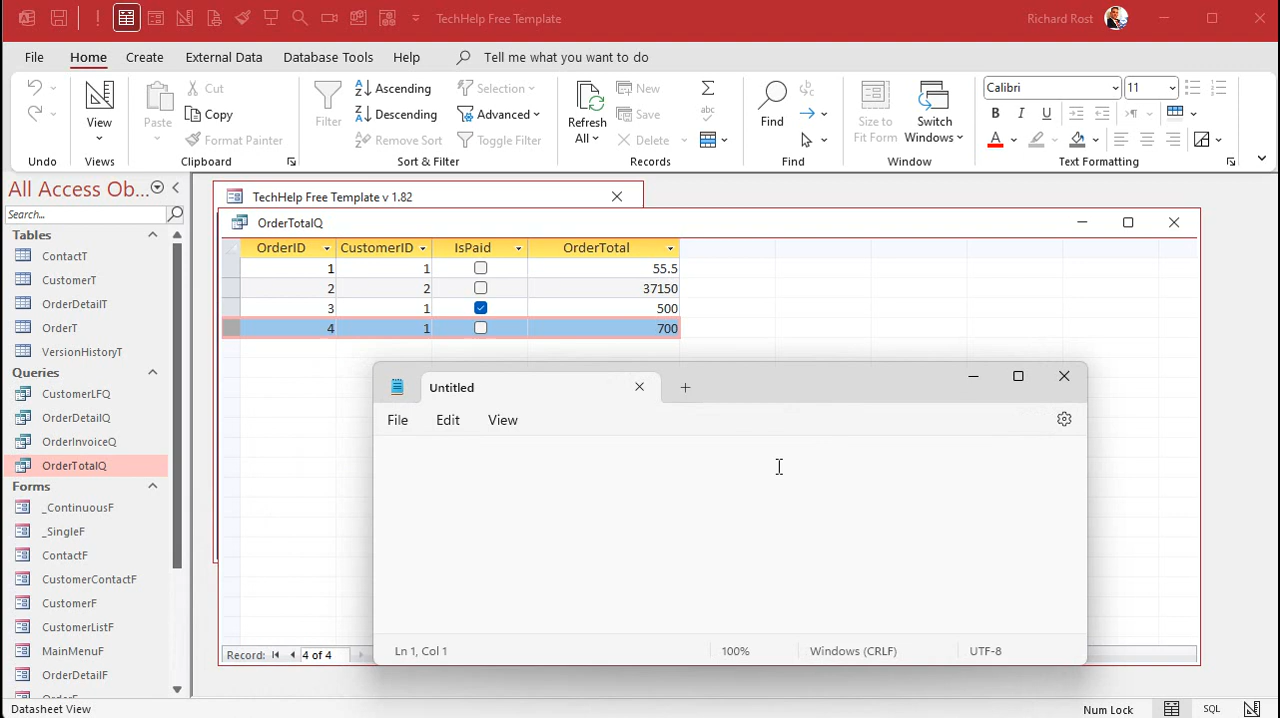 TechHelp Free Template
Richard Rost
File
Home
Create
External Data
Database Tools
Help
Tell me what you want to do
View
Paste
Cut
Copy
Format Painter
Filter
Ascending
Descending
Remove Sort
Selection
Advanced
Toggle Filter
Refresh
All
New
Save
Delete
Find
Size to
Fit Form
Switch
Windows
Calibri
11
B I U
Undo
Views
Clipboard
Sort & Filter
Records
Find
Window
Text Formatting
All Access Ob...
Search...
Tables
ContactT
CustomerT
OrderDetailT
OrderT
VersionHistoryT
Queries
CustomerLFQ
OrderDetailQ
OrderInvoiceQ
OrderTotalQ
Forms
_ContinuousF
_SingleF
ContactF
CustomerContactF
CustomerF
CustomerListF
MainMenuF
OrderDetailF
TechHelp Free Template v 1.82
OrderTotalQ
OrderID CustomerID IsPaid OrderTotal
1 1 55.5
2 2 37150
3 1 500
4 1 700
Record: 4 of 4
Untitled
File Edit View
Ln 1, Col 1 100% Windows (CRLF) UTF-8
Datasheet View
Num Lock
SQL